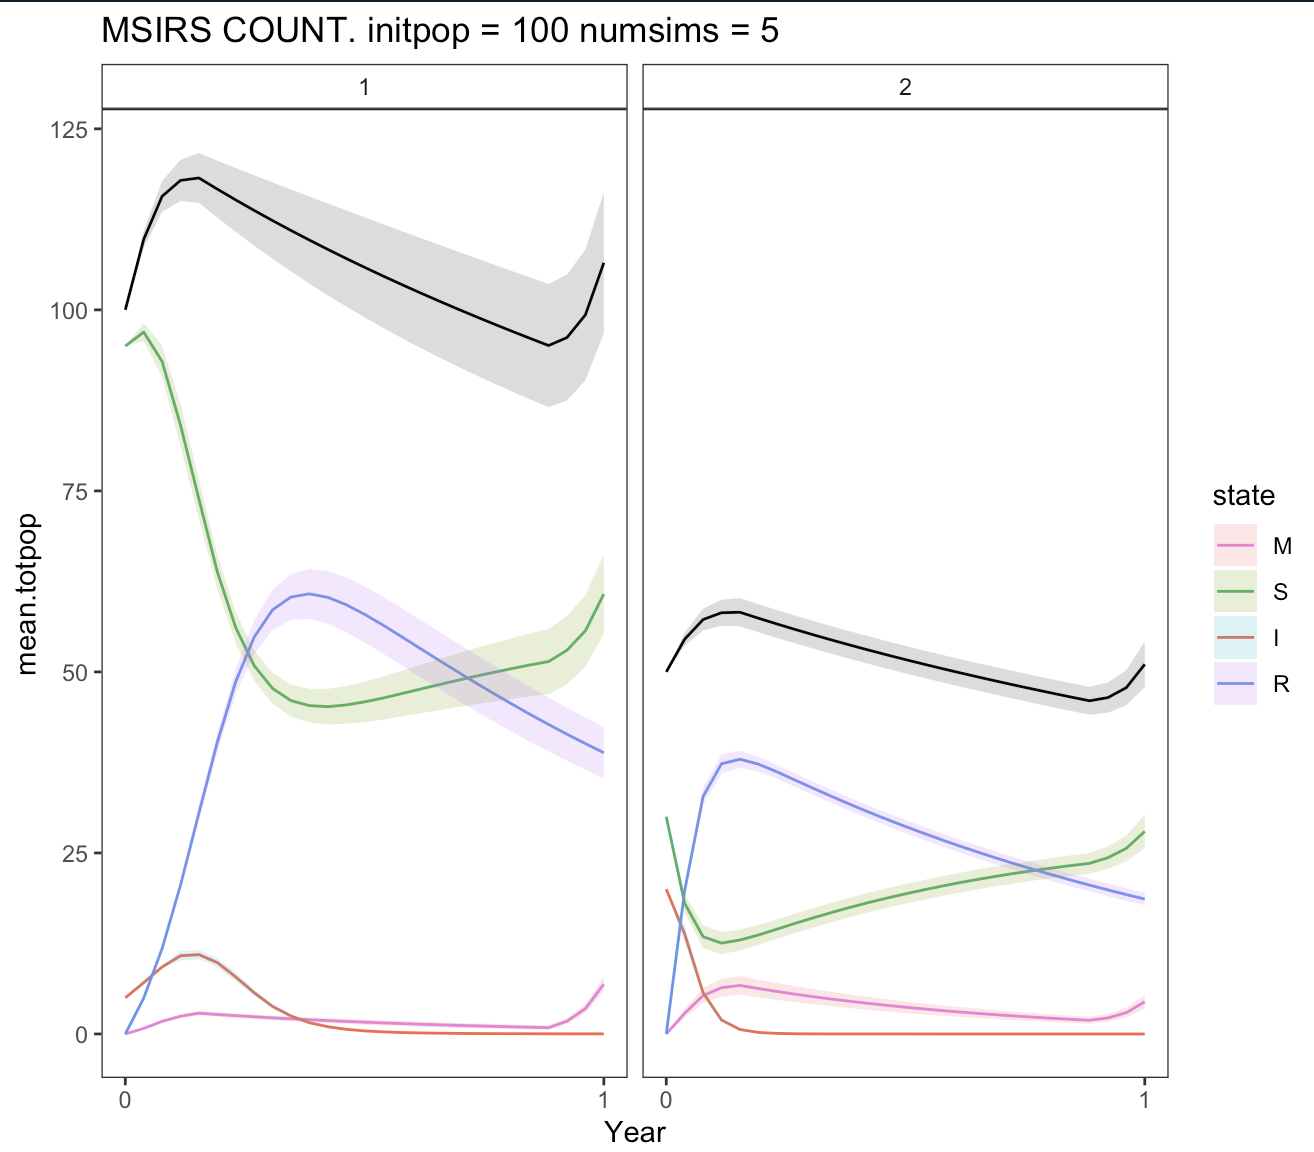 MSIRS COUNT. initpop = 100 numsims = 5
1
2
125
100
75
50
25
0
mean.totpop
0
1
0
1
Year
state
M
S
I
R